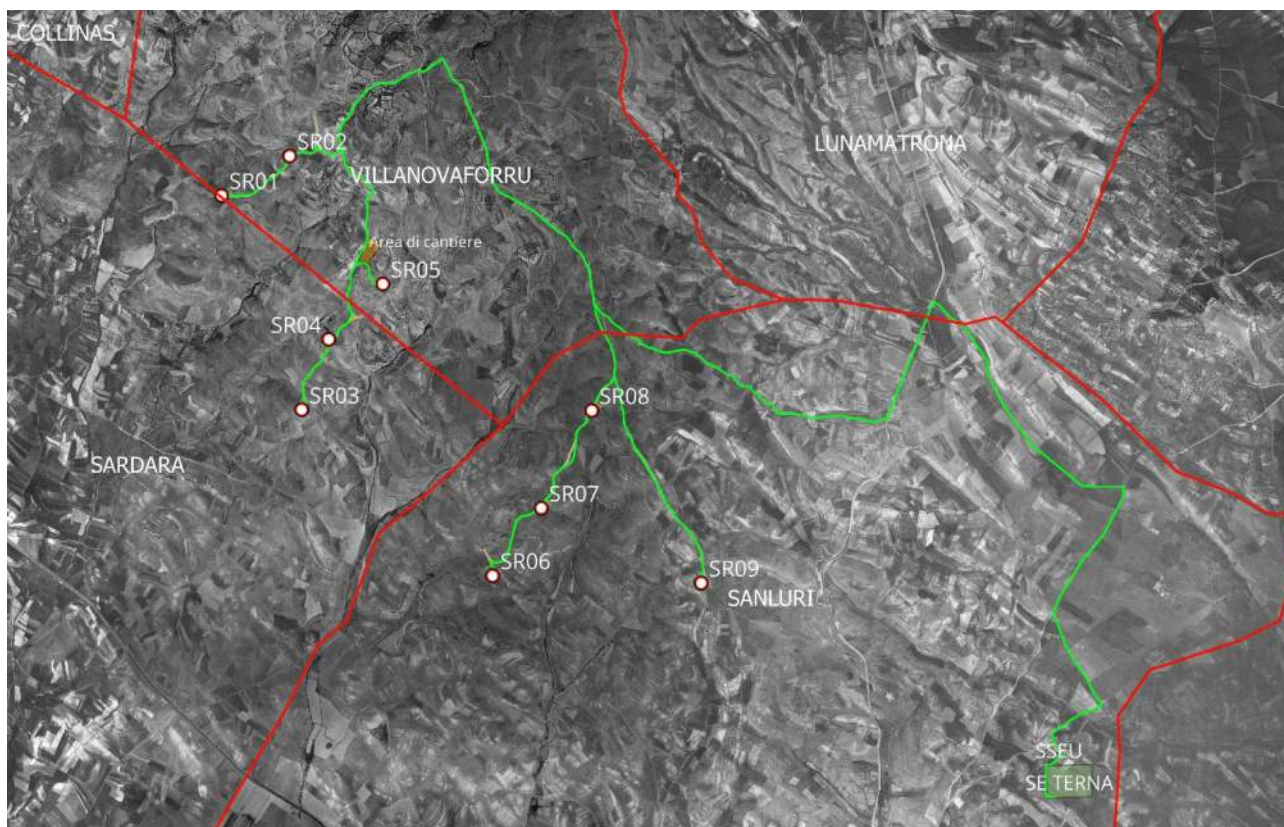 COLLINAS
SR02
LUNAMATRONA
SR01
VILLANOVAFORRU
Area di cantiere
SR05
SR04
SR03
SR08
SARDARA
SR07
SR06
SR09
SANLURI
SSEU
SE TERNA